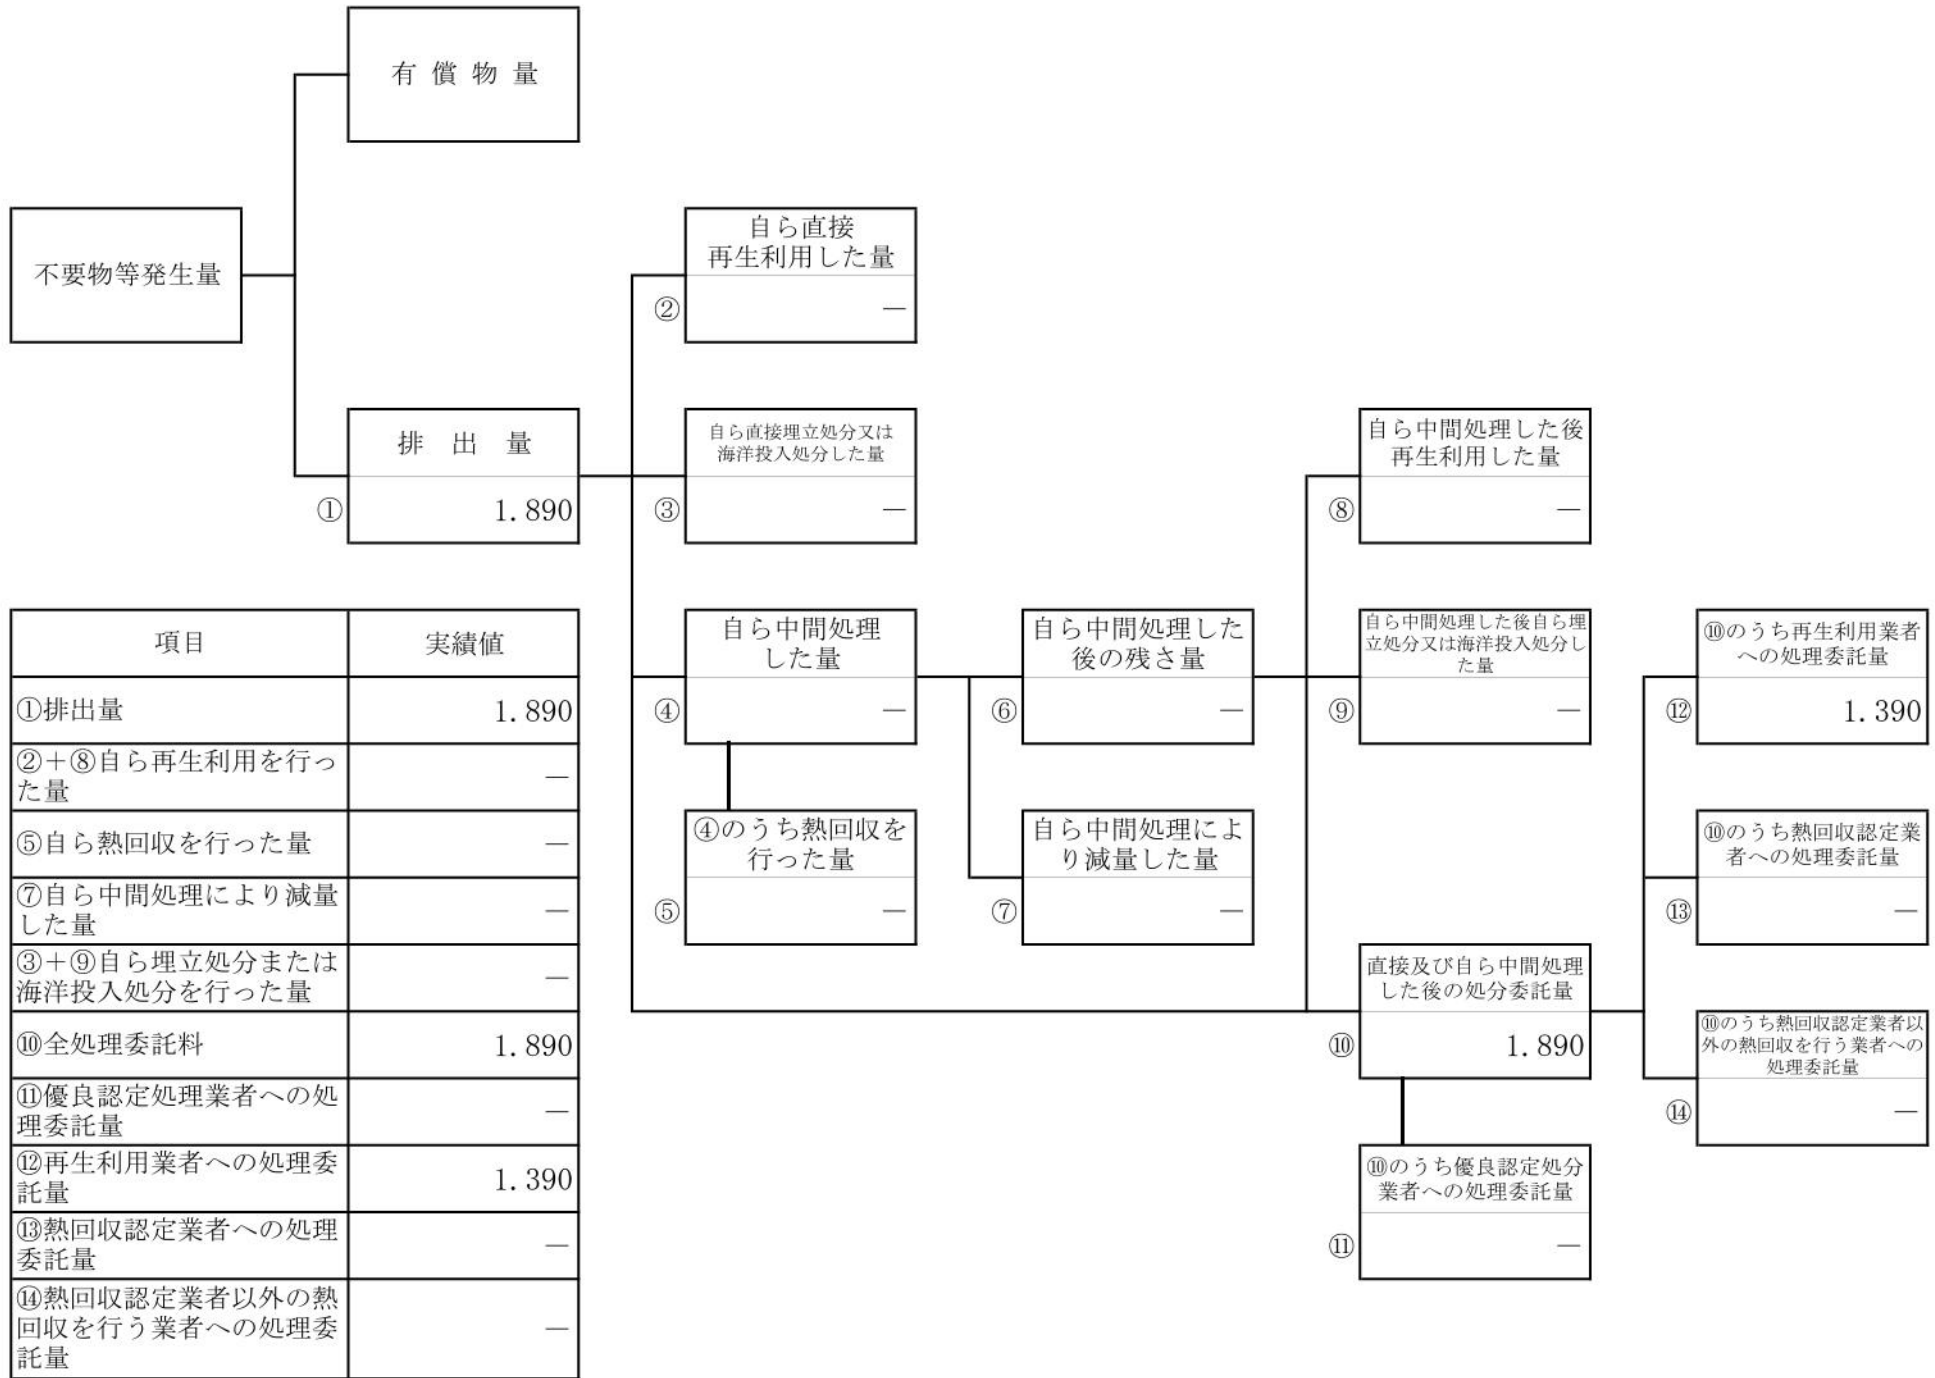 有 償 物 量
不要物等発生量
自ら直接
再生利用した量
②
—
排 出 量
①
1.890
自ら直接埋立処分又は
海洋投入処分した量
③
—
自ら中間処理した後
再生利用した量
⑧
—
自ら中間処理
した量
④
—
自ら中間処理した
後の残さ量
⑥
—
自ら中間処理した後自ら埋
立処分又は海洋投入処分し
た量
⑨
—
⑩のうち再生利用業者
への処理委託量
⑫
1.390
④のうち熱回収を
行った量
⑤
—
自ら中間処理によ
り減量した量
⑦
—
⑩のうち熱回収認定業
者への処理委託量
⑬
—
直接及び自ら中間処理
した後の処分委託量
⑩
1.890
⑩のうち熱回収認定業者以
外の熱回収を行う業者への
処理委託量
⑭
—
⑩のうち優良認定処分
業者への処理委託量
⑪
—
項目 実績値
①排出量 1.890
②+⑧自ら再生利用を行っ
た量
—
⑤自ら熱回収を行った量 —
⑦自ら中間処理により減量
した量
—
③+⑨自ら埋立処分または
海洋投入処分を行った量
—
⑩全処理委託料 1.890
⑪優良認定処理業者への処
理委託量
—
⑫再生利用業者への処理委
託量
1.390
⑬熱回収認定業者への処理
委託量
—
⑭熱回収認定業者以外の熱
回収を行う業者への処理委
託量
—